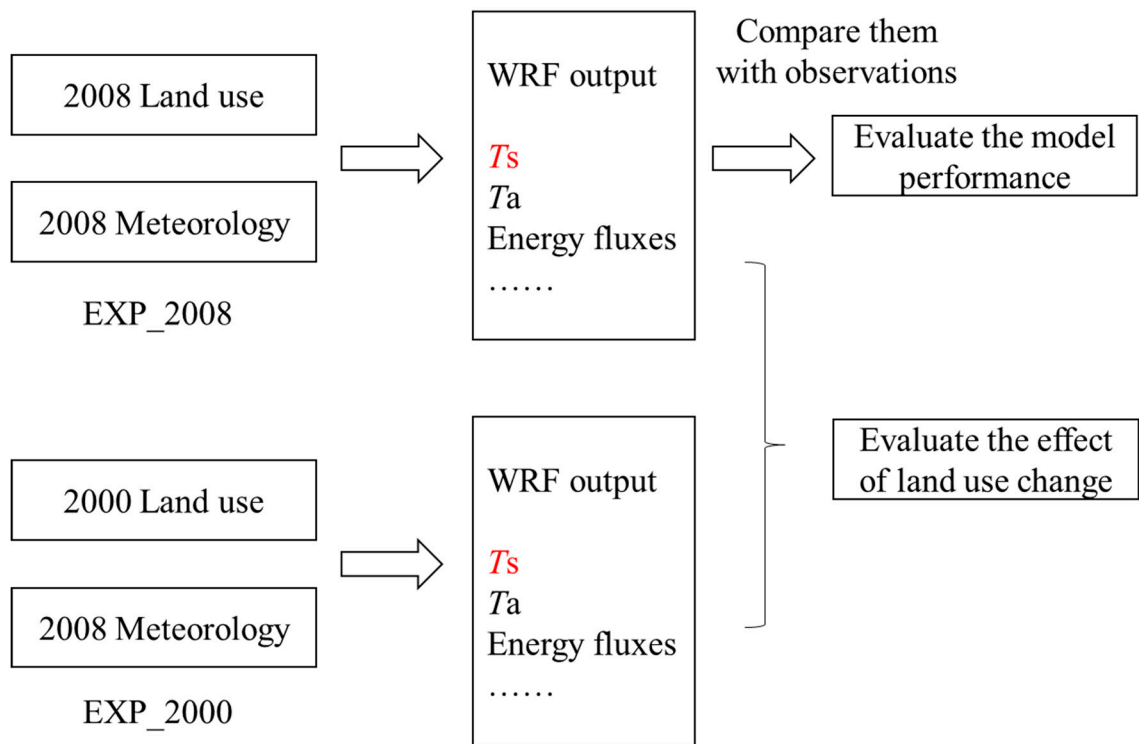 2008 Land use
2008 Meteorology
EXP_2008
WRF output
Ts
Ta
Energy fluxes
……
Compare them
with observations
Evaluate the model
performance
2000 Land use
2008 Meteorology
EXP_2000
WRF output
Ts
Ta
Energy fluxes
……
Evaluate the effect
of land use change